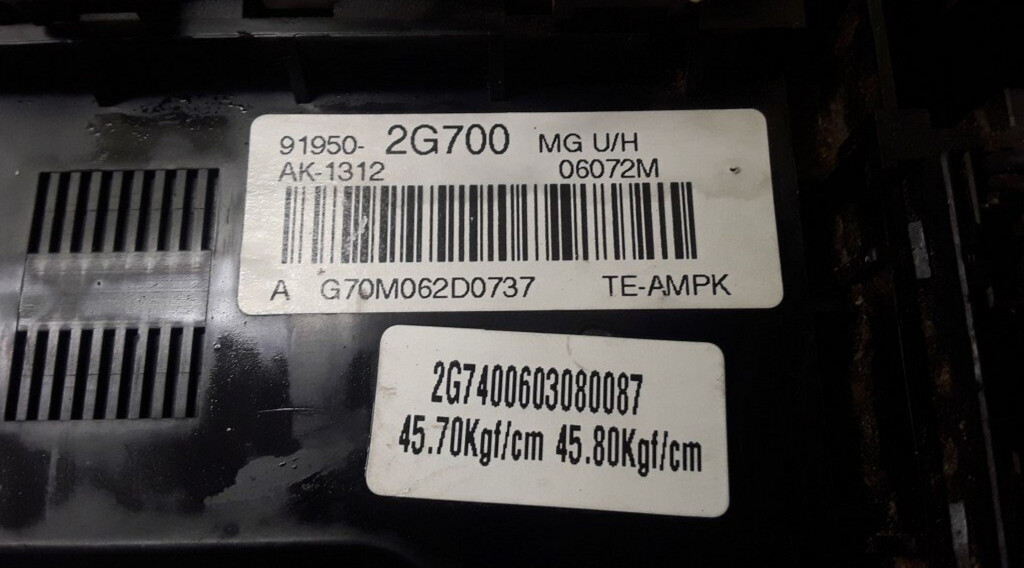 91950- 2G700 MG U/H
AK-1312 06072M
A G70M062D0737 TE-AMPK
2G7400603080087
45.70Kgf/cm 45.80Kgf/cm